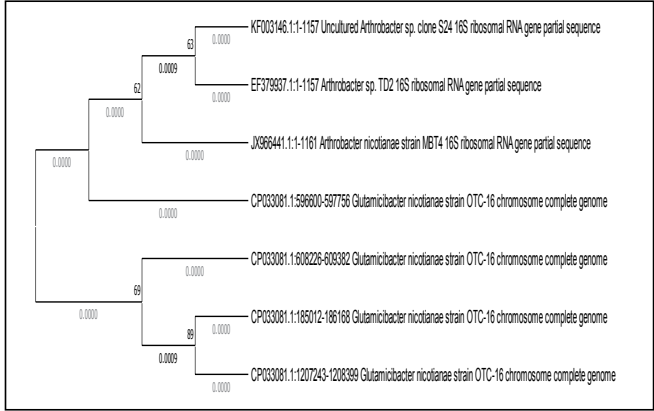 KF003146.1:1-1157 Uncultured Arthrobacter sp. clone S24 16S ribosomal RNA gene partial sequence
63
0.0000
0.0009
EF379937.1:1-1157 Arthrobacter sp. TD2 16S ribosomal RNA gene partial sequence
62
0.0000
0.0000
JX966441.1:1-1161 Arthrobacter nicotianae strain MBT4 16S ribosomal RNA gene partial sequence
0.0000
0.0000
CP033081.1:596600-597756 Glutamicibacter nicotianae strain OTC-16 chromosome complete genome
0.0000
CP033081.1:608226-609382 Glutamicibacter nicotianae strain OTC-16 chromosome complete genome
0.0000
69
0.0000
CP033081.1:185012-186168 Glutamicibacter nicotianae strain OTC-16 chromosome complete genome
0.0000
89
0.0009
CP033081.1:1207243-1208399 Glutamicibacter nicotianae strain OTC-16 chromosome complete genome
0.0000